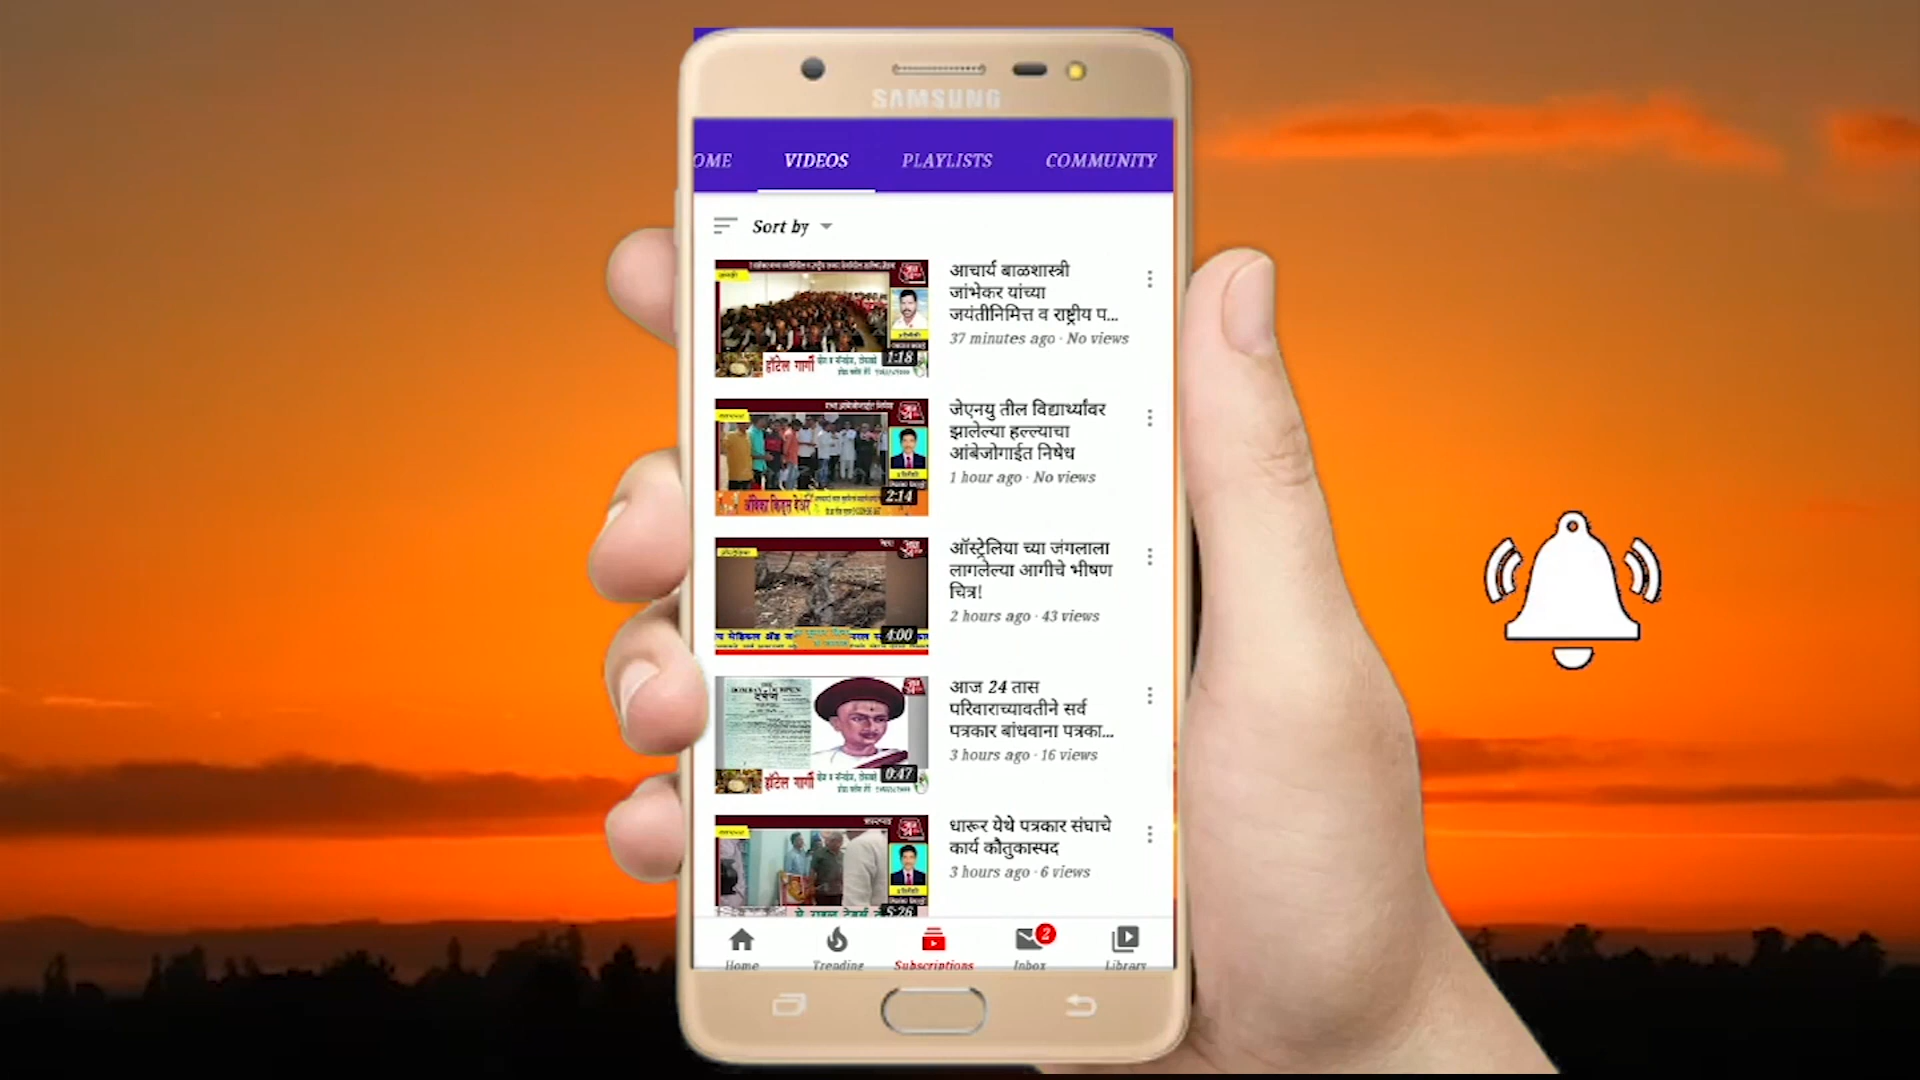 SAMSUNG
OME VIDEOS PLAYLISTS COMMUNITY
Sort by
आचार्य बाळशास्त्री
जांभेकर यांच्या
जयंतीनिमित्त व राष्ट्रीय प...
37 minutes ago · No views
1:18
हॉटेल गार्गी
जेएनयु तील विद्यार्थ्यांवर
झालेल्या हल्ल्याचा
आंबेजोगाईत निषेध
1 hour ago · No views
2:14
ऑस्ट्रेलिया च्या जंगलाला
लागलेल्या आगीचे भीषण
चित्र!
2 hours ago · 43 views
4:00
आज 24 तास
परिवाराच्यावतीने सर्व
पत्रकार बांधवाना पत्रका...
3 hours ago · 16 views
0:47
हॉटेल गार्गी
धारूर येथे पत्रकार संघाचे
कार्य कौतुकास्पद
3 hours ago · 6 views
5:26
2
Home Trending Subscriptions Inbox Library